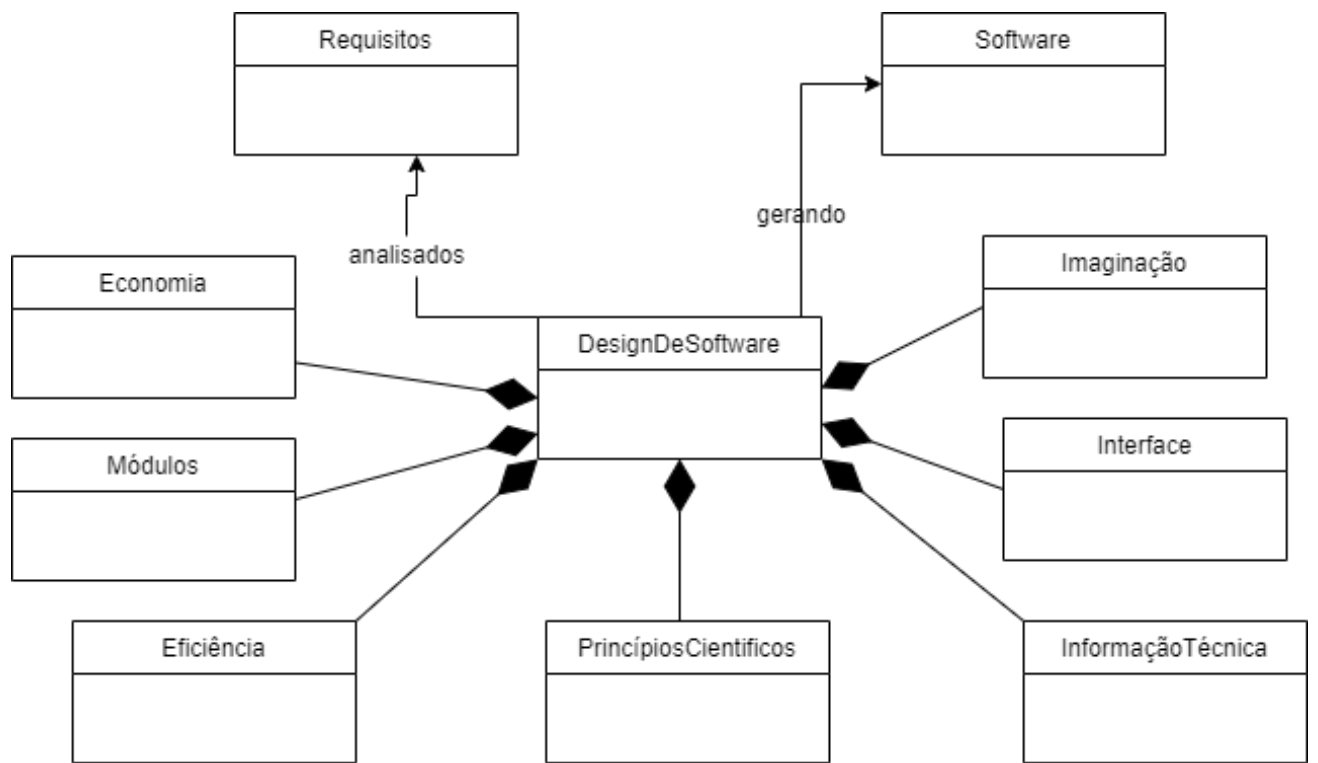 Requisitos
Software
gerando
analisados
Imaginação
Economia
DesignDeSoftware
Interface
Módulos
Eficiência
PrincípiosCientificos
InformaçãoTécnica